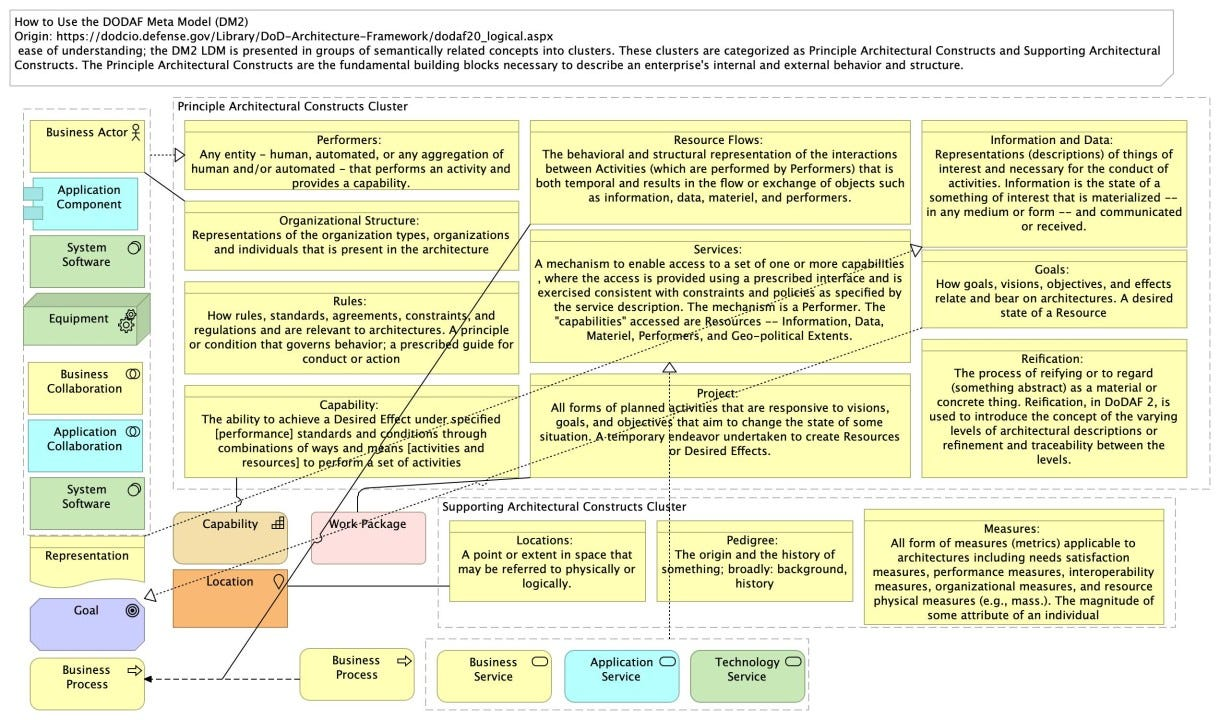 How to Use the DODAF Meta Model (DM2)
Origin: https://dodcio.defense.gov/Library/DoD-Architecture-Framework/dodaf20_logical.aspx
ease of understanding; the DM2 LDM is presented in groups of semantically related concepts into clusters. These clusters are categorized as Principle Architectural Constructs and Supporting Architectural
Constructs. The Principle Architectural Constructs are the fundamental building blocks necessary to describe an enterprise's internal and external behavior and structure.
Principle Architectural Constructs Cluster
Business Actor
Application
Component
System
Software
Equipment
Business
Collaboration
Application
Collaboration
System
Software
Representation
Goal
Business
Process
Performers:
Any entity - human, automated, or any aggregation of
human and/or automated - that performs an activity and
provides a capability.
Organizational Structure:
Representations of the organization types, organizations
and individuals that is present in the architecture
Rules:
How rules, standards, agreements, constraints, and
regulations and are relevant to architectures. A principle
or condition that governs behavior; a prescribed guide for
conduct or action
Capability:
The ability to achieve a Desired Effect under specified
[performance] standards and conditions through
combinations of ways and means [activities and
resources] to perform a set of activities
Resource Flows:
The behavioral and structural representation of the interactions
between Activities (which are performed by Performers) that is
both temporal and results in the flow or exchange of objects such
as information, data, materiel, and performers.
Services:
A mechanism to enable access to a set of one or more capabilities
, where the access is provided using a prescribed interface and is
exercised consistent with constraints and policies as specified by
the service description. The mechanism is a Performer. The
"capabilities" accessed are Resources -- Information, Data,
Materiel, Performers, and Geo-political Extents.
Project:
All forms of planned activities that are responsive to visions,
goals, and objectives that aim to change the state of some
situation. A temporary endeavor undertaken to create Resources
or Desired Effects.
Information and Data:
Representations (descriptions) of things of
interest and necessary for the conduct of
activities. Information is the state of a
something of interest that is materialized --
in any medium or form -- and communicated
or received.
Goals:
How goals, visions, objectives, and effects
relate and bear on architectures. A desired
state of a Resource
Reification:
The process of reifying or to regard
(something abstract) as a material or
concrete thing. Reification, in DoDAF 2, is
used to introduce the concept of the varying
levels of architectural descriptions or
refinement and traceability between the
levels.
Capability
Work Package
Location
Supporting Architectural Constructs Cluster
Locations:
A point or extent in space that
may be referred to physically or
logically.
Pedigree:
The origin and the history of
something; broadly: background,
history
Measures:
All form of measures (metrics) applicable to
architectures including needs satisfaction
measures, performance measures, interoperability
measures, organizational measures, and resource
physical measures (e.g., mass.). The magnitude of
some attribute of an individual
Business
Process
Business
Service
Application
Service
Technology
Service